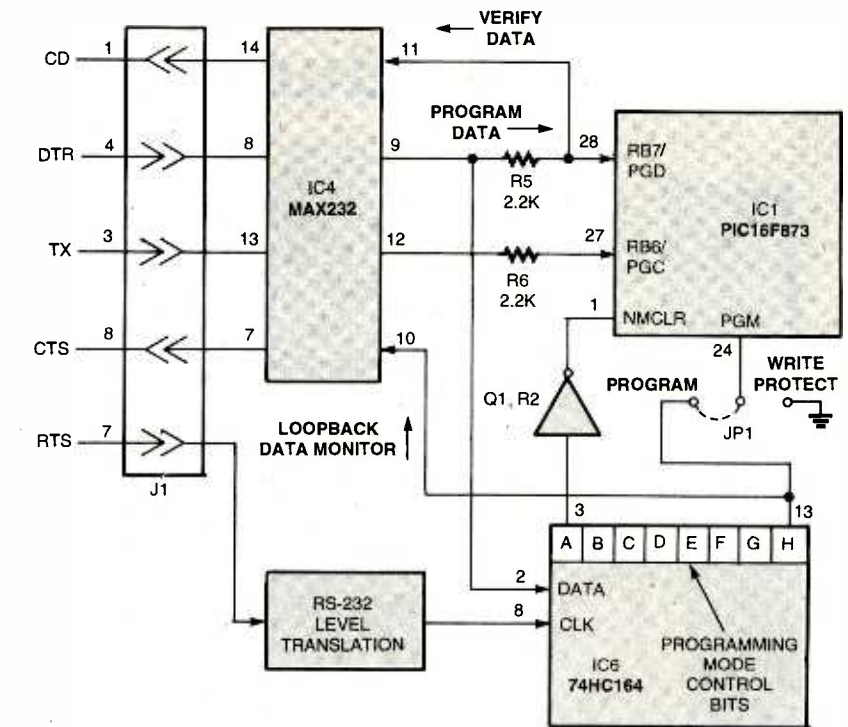 VERIFY
DATA
CD 1 14 11
PROGRAM
DATA
DTR 4 8 9 28 RB7/
PGD
R5
2.2K
IC4
MAX232
IC1
PIC16F873
TX 3 13 12 27 RB6/
PGC
R6
2.2K
1 NMCLR PGM
24
CTS 8 7 10
Q1, R2
PROGRAM
WRITE
PROTECT
JP1
LOOPBACK
DATA MONITOR
RTS 7
J1
3 13
A B C D E F G H
2 DATA
8 CLK
RS-232
LEVEL
TRANSLATION
PROGRAMMING
MODE
CONTROL
BITS
IC6
74HC164